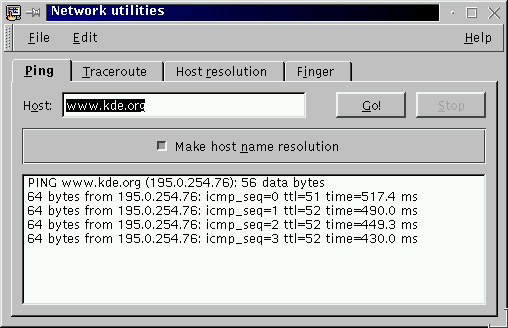 Network utilities
File Edit Help
Ping Traceroute Host resolution Finger
Host: www.kde.org Go! Stop
Make host name resolution
PING www.kde.org (195.0.254.76): 56 data bytes
64 bytes from 195.0.254.76: icmp_seq=0 ttl=51 time=517.4 ms
64 bytes from 195.0.254.76: icmp_seq=1 ttl=52 time=490.0 ms
64 bytes from 195.0.254.76: icmp_seq=2 ttl=52 time=449.3 ms
64 bytes from 195.0.254.76: icmp_seq=3 ttl=52 time=430.0 ms